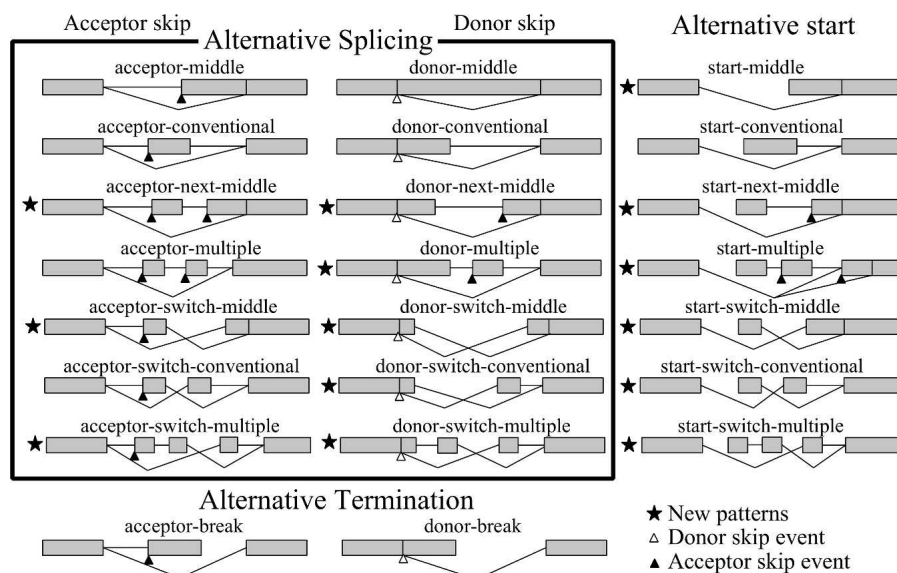 Acceptor skip
Donor skip
Alternative start
Alternative Splicing
acceptor-middle
donor-middle
start-middle
acceptor-conventional
donor-conventional
start-conventional
acceptor-next-middle
donor-next-middle
start-next-middle
acceptor-multiple
donor-multiple
start-multiple
acceptor-switch-middle
donor-switch-middle
start-switch-middle
acceptor-switch-conventional
donor-switch-conventional
start-switch-conventional
acceptor-switch-multiple
donor-switch-multiple
start-switch-multiple
Alternative Termination
acceptor-break
donor-break
New patterns
Donor skip event
Acceptor skip event